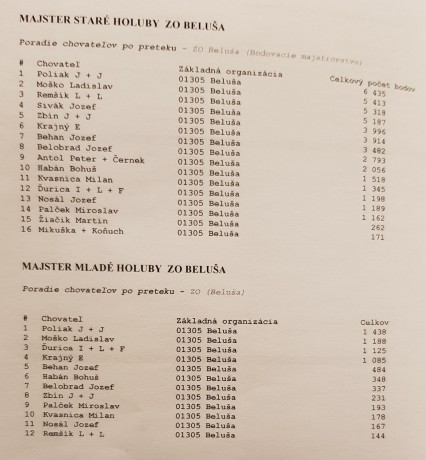 MAJSTER STARÉ HOLUBY ZO BELUŠA
Poradie chovateľov po preteku - ZO Beluša (Bodovacie majstrovstvo)
# Chovateľ Základná organizácia Celkový počet bodov
1 Poliak J + J 01305 Beluša 6 435
2 Moško Ladislav 01305 Beluša 5 413
3 Remšík L + L 01305 Beluša 5 318
4 Sivák Jozef 01305 Beluša 5 187
5 Zbín J + J 01305 Beluša 3 996
6 Krajný E 01305 Beluša 3 914
7 Behan Jozef 01305 Beluša 3 482
8 Belobrad Jozef 01305 Beluša 2 793
9 Antol Peter + Černek 01305 Beluša 2 056
10 Habán Bohuš 01305 Beluša 1 518
11 Kvasnica Milan 01305 Beluša 1 345
12 Ďurica I + L + F 01305 Beluša 1 198
13 Nosál Jozef 01305 Beluša 1 189
14 Palček Miroslav 01305 Beluša 1 162
15 Žiačik Martin 01305 Beluša 262
16 Mikuška + Koňuch 01305 Beluša 171
MAJSTER MLADÉ HOLUBY ZO BELUŠA
Poradie chovateľov po preteku - ZO (Beluša)
# Chovateľ Základná organizácia Celkov
1 Poliak J + J 01305 Beluša 1 438
2 Moško Ladislav 01305 Beluša 1 188
3 Ďurica I + L + F 01305 Beluša 1 125
4 Krajný E 01305 Beluša 1 085
5 Behan Jozef 01305 Beluša 484
6 Habán Bohuš 01305 Beluša 348
7 Belobrad Jozef 01305 Beluša 337
8 Zbín J + J 01305 Beluša 231
9 Palček Miroslav 01305 Beluša 193
10 Kvasnica Milan 01305 Beluša 178
11 Nosál Jozef 01305 Beluša 167
12 Remšík L + L 01305 Beluša 144